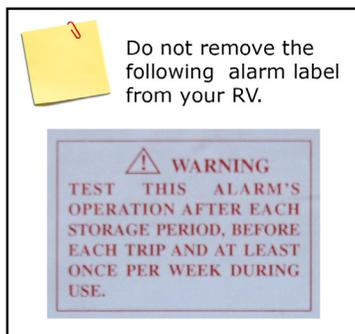 Do not remove the
following alarm label
from your RV.
WARNING
TEST THIS ALARM'S
OPERATION AFTER EACH
STORAGE PERIOD, BEFORE
EACH TRIP AND AT LEAST
ONCE PER WEEK DURING
USE.